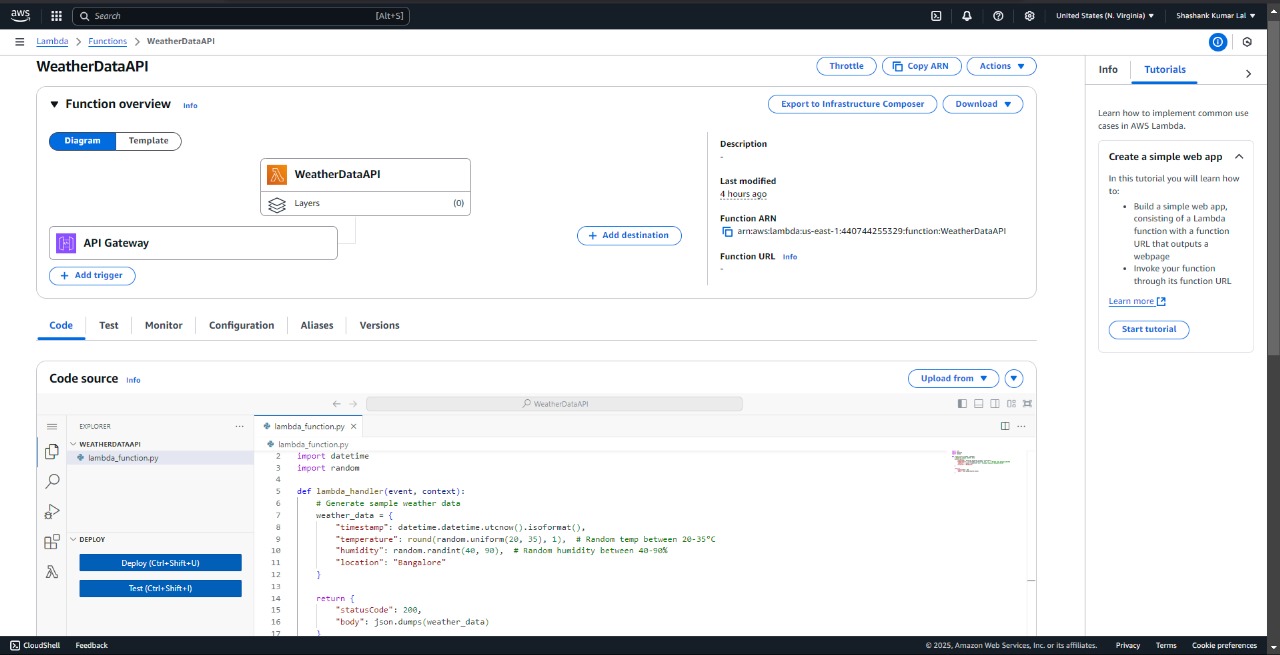 aws
Search [Alt+S]
United States (N. Virginia) ▼
Shashank Kumar Lal ▼
Lambda > Functions > WeatherDataAPI
WeatherDataAPI
Throttle
Copy ARN
Actions ▼
▼ Function overview Info
Export to Infrastructure Composer
Download ▼
Diagram
Template
WeatherDataAPI
Layers (0)
API Gateway
+ Add trigger
+ Add destination
Description
-
Last modified
4 hours ago
Function ARN
arn:aws:lambda:us-east-1:440744255329:function:WeatherDataAPI
Function URL Info
-
Code
Test
Monitor
Configuration
Aliases
Versions
Code source Info
Upload from ▼
WeatherDataAPI
EXPLORER
WEATHERDATAAPI
lambda_function.py
DEPLOY
Deploy (Ctrl+Shift+U)
Test (Ctrl+Shift+I)
lambda_function.py
lambda_function.py
2 import datetime
3 import random
4
5 def lambda_handler(event, context):
6 # Generate sample weather data
7 weather_data = {
8 "timestamp": datetime.datetime.utcnow().isoformat(),
9 "temperature": round(random.uniform(20, 35), 1), # Random temp between 20-35°C
10 "humidity": random.randint(40, 90), # Random humidity between 40-90%
11 "location": "Bangalore"
12 }
13
14 return {
15 "statusCode": 200,
16 "body": json.dumps(weather_data)
17 }
Info
Tutorials
Learn how to implement common use
cases in AWS Lambda.
Create a simple web app
In this tutorial you will learn how
to:
• Build a simple web app,
consisting of a Lambda
function with a function
URL that outputs a
webpage
• Invoke your function
through its function URL
Learn more
Start tutorial
CloudShell
Feedback
© 2025, Amazon Web Services, Inc. or its affiliates.
Privacy
Terms
Cookie preferences